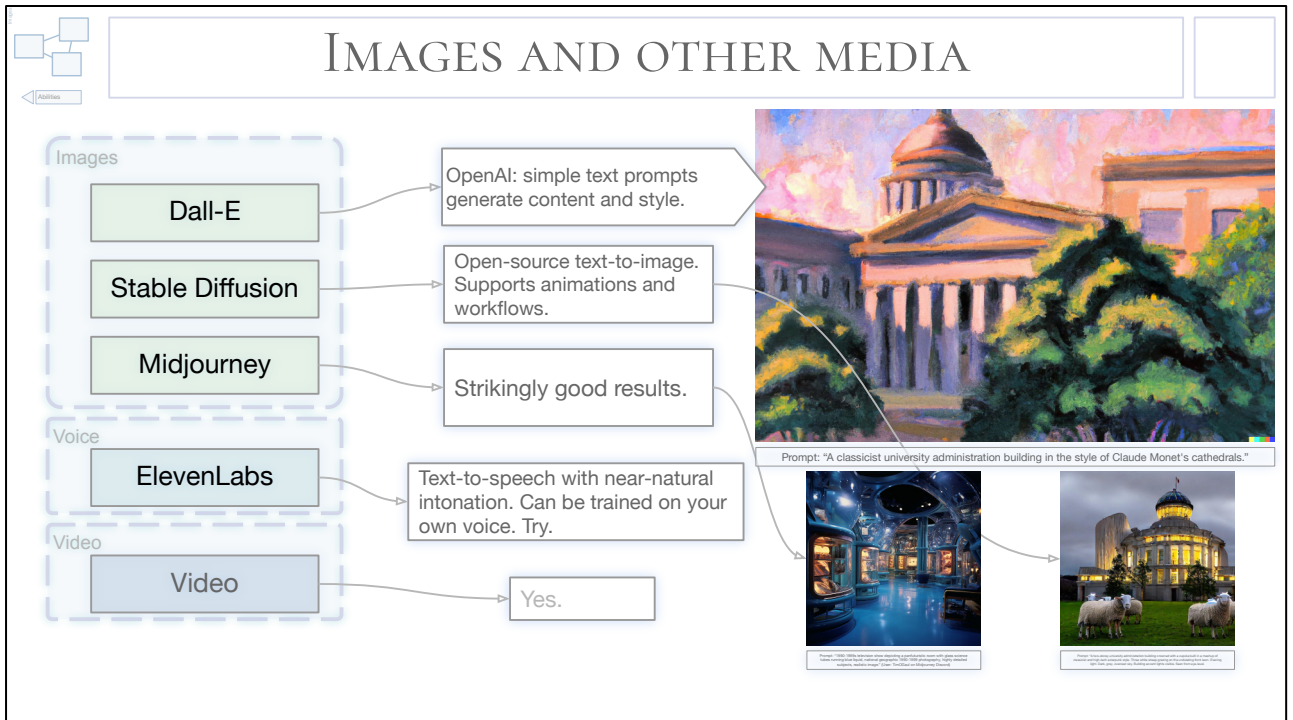 IMAGES AND OTHER MEDIA
Abilities
Images
Dall-E
OpenAI: simple text prompts
generate content and style.
Stable Diffusion
Open-source text-to-image.
Supports animations and
workflows.
Midjourney
Strikingly good results.
Voice
ElevenLabs
Text-to-speech with near-natural
intonation. Can be trained on your
own voice. Try.
Video
Video
Yes.
Prompt: “A classicist university administration building in the style of Claude Monet's cathedrals.”